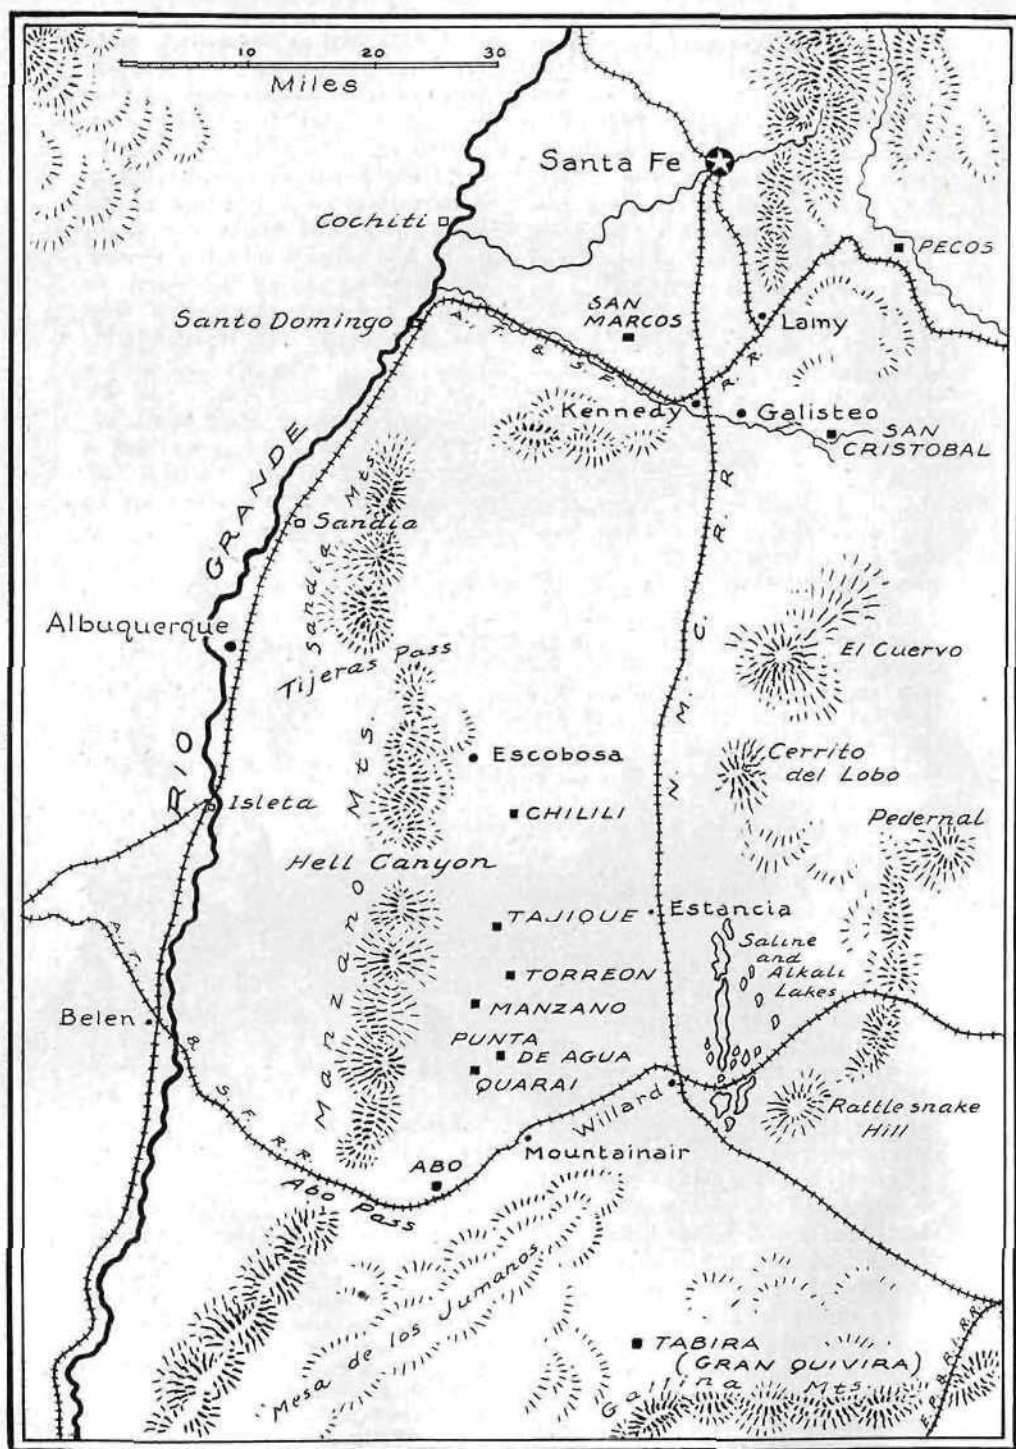 10 20 30
Miles
Santa Fe
Cochiti
PECOS
SAN
MARCOS
Santo Domingo
Lamy
A. T. & S. F. R. R.
Kennedy
Galisteo
SAN
CRISTOBAL
RIO GRANDE
Sandia Mts
Sandia
N. M. C. R. R.
Albuquerque
El Cuervo
Tijeras Pass
Escobosa
Cerrito
del Lobo
Isleta
CHILILI
Pedernal
Manzano Mts.
Hell Canyon
TAJIQUE
Estancia
Saline
and
Alkali
Lakes
TORREON
A. T. & S. F. R. R.
Belen
MANZANO
PUNTA
DE AGUA
QUARAI
Willard
Rattlesnake
Hill
Mountainair
ABO
Abo Pass
Mesa de los Jumanos
TABIRA
(GRAN QUIVIRA)
Gallina Mts.